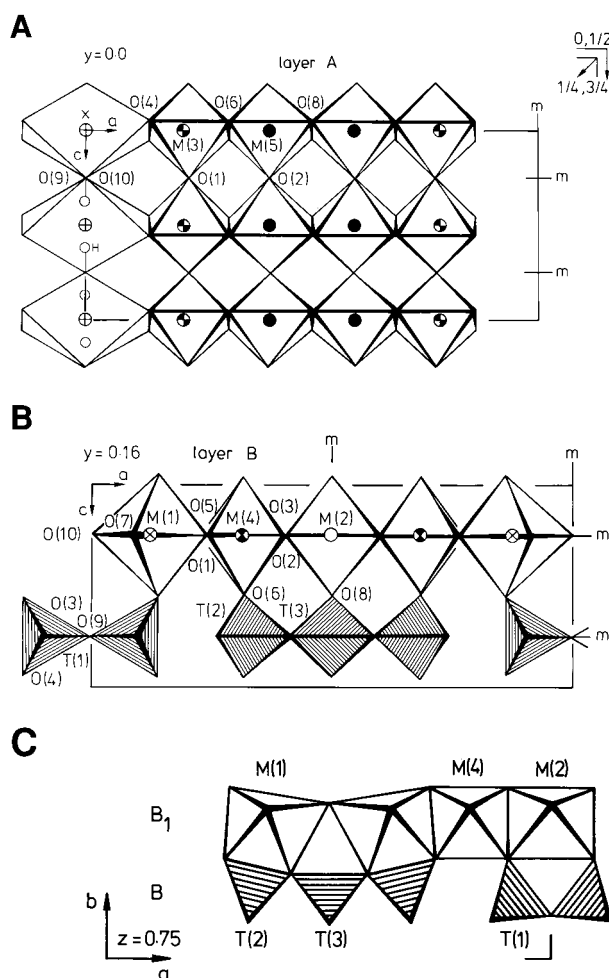 A
y=0·0
layer A
0,1/2
1/4,3/4
m
O(4) O(6) O(8)
x
a
M(3) M(5)
c
O(9) O(10) O(1) O(2) m
H
m
B
y=0·16
layer B
m
m
a
c
O(5) O(3)
O(7)
M(1) M(4) M(2)
O(10) m
O(1) O(2)
O(3) O(6) O(8)
T(2) T(3)
O(9)
T(1) m
O(4)
C
M(1) M(4) M(2)
B1
B
b
z=0·75
T(2) T(3) T(1)
a